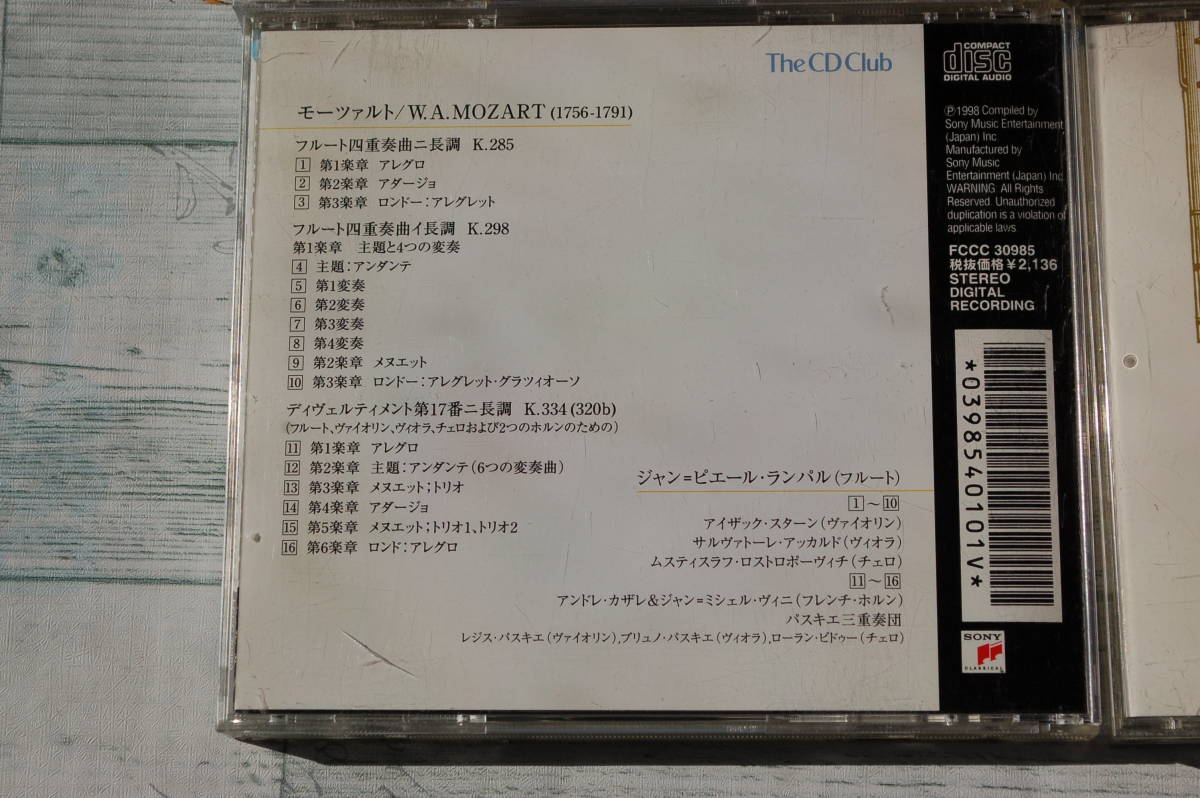 The CD Club
モーツァルト/W.A.MOZART (1756-1791)
フルート四重奏曲ニ長調 K.285
1 第1楽章 アレグロ
2 第2楽章 アダージョ
3 第3楽章 ロンドー:アレグレット
フルート四重奏曲イ長調 K.298
第1楽章 主題と4つの変奏
4 主題:アンダンテ
5 第1変奏
6 第2変奏
7 第3変奏
8 第4変奏
9 第2楽章 メヌエット
10 第3楽章 ロンドー:アレグレット・グラツィオーソ
ディヴェルティメント第17番ニ長調 K.334 (320b)
(フルート、ヴァイオリン、ヴィオラ、チェロおよび2つのホルンのための)
11 第1楽章 アレグロ
12 第2楽章 主題:アンダンテ(6つの変奏曲)
13 第3楽章 メヌエット;トリオ
14 第4楽章 アダージョ
15 第5楽章 メヌエット;トリオ1、トリオ2
16 第6楽章 ロンド:アレグロ
ジャン=ピエール・ランパル(フルート)
1~10
アイザック・スターン(ヴァイオリン)
サルヴァトーレ・アッカルド(ヴィオラ)
ムスティスラフ・ロストロポーヴィチ(チェロ)
11~16
アンドレ・カザレ&ジャン=ミシェル・ヴィニ(フレンチ・ホルン)
パスキエ三重奏団
レジス・パスキエ(ヴァイオリン),ブリュノ・パスキエ(ヴィオラ),ローラン・ピドゥー(チェロ)
COMPACT
disc
DIGITAL AUDIO
℗1998 Compiled by
Sony Music Entertainment
(Japan) Inc.
Manufactured by
Sony Music
Entertainment (Japan) Inc.
WARNING. All Rights
Reserved. Unauthorized
duplication is a violation of
applicable laws.
FCCC 30985
税抜価格¥2,136
STEREO
DIGITAL
RECORDING
*0398540101V*
SONY
CLASSICAL